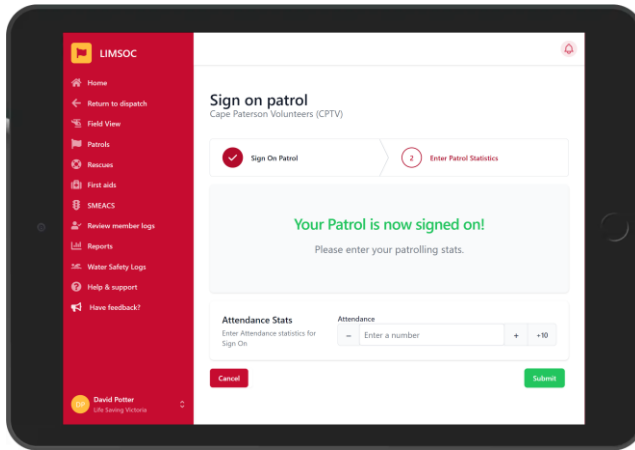 LIMSOC
Home
Return to dispatch
Field View
Patrols
Rescues
First aids
SMEACS
Review member logs
Reports
Water Safety Logs
Help & support
Have feedback?
DP
David Potter
Life Saving Victoria
Sign on patrol
Cape Paterson Volunteers (CPTV)
Sign On Patrol
2 Enter Patrol Statistics
Your Patrol is now signed on!
Please enter your patrolling stats.
Attendance Stats
Enter Attendance statistics for
Sign On
Attendance
− Enter a number + +10
Cancel
Submit